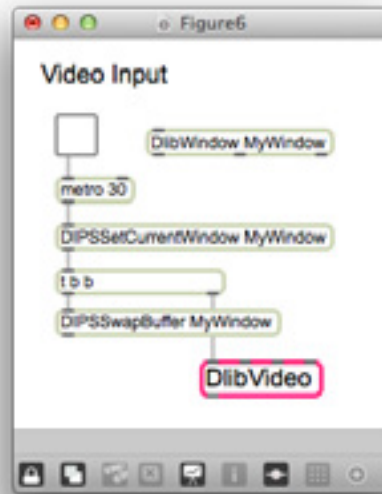 Figure6
Video Input
DlibWindow MyWindow
metro 30
DIPSSetCurrentWindow MyWindow
t b b
DIPSSwapBuffer MyWindow
DlibVideo